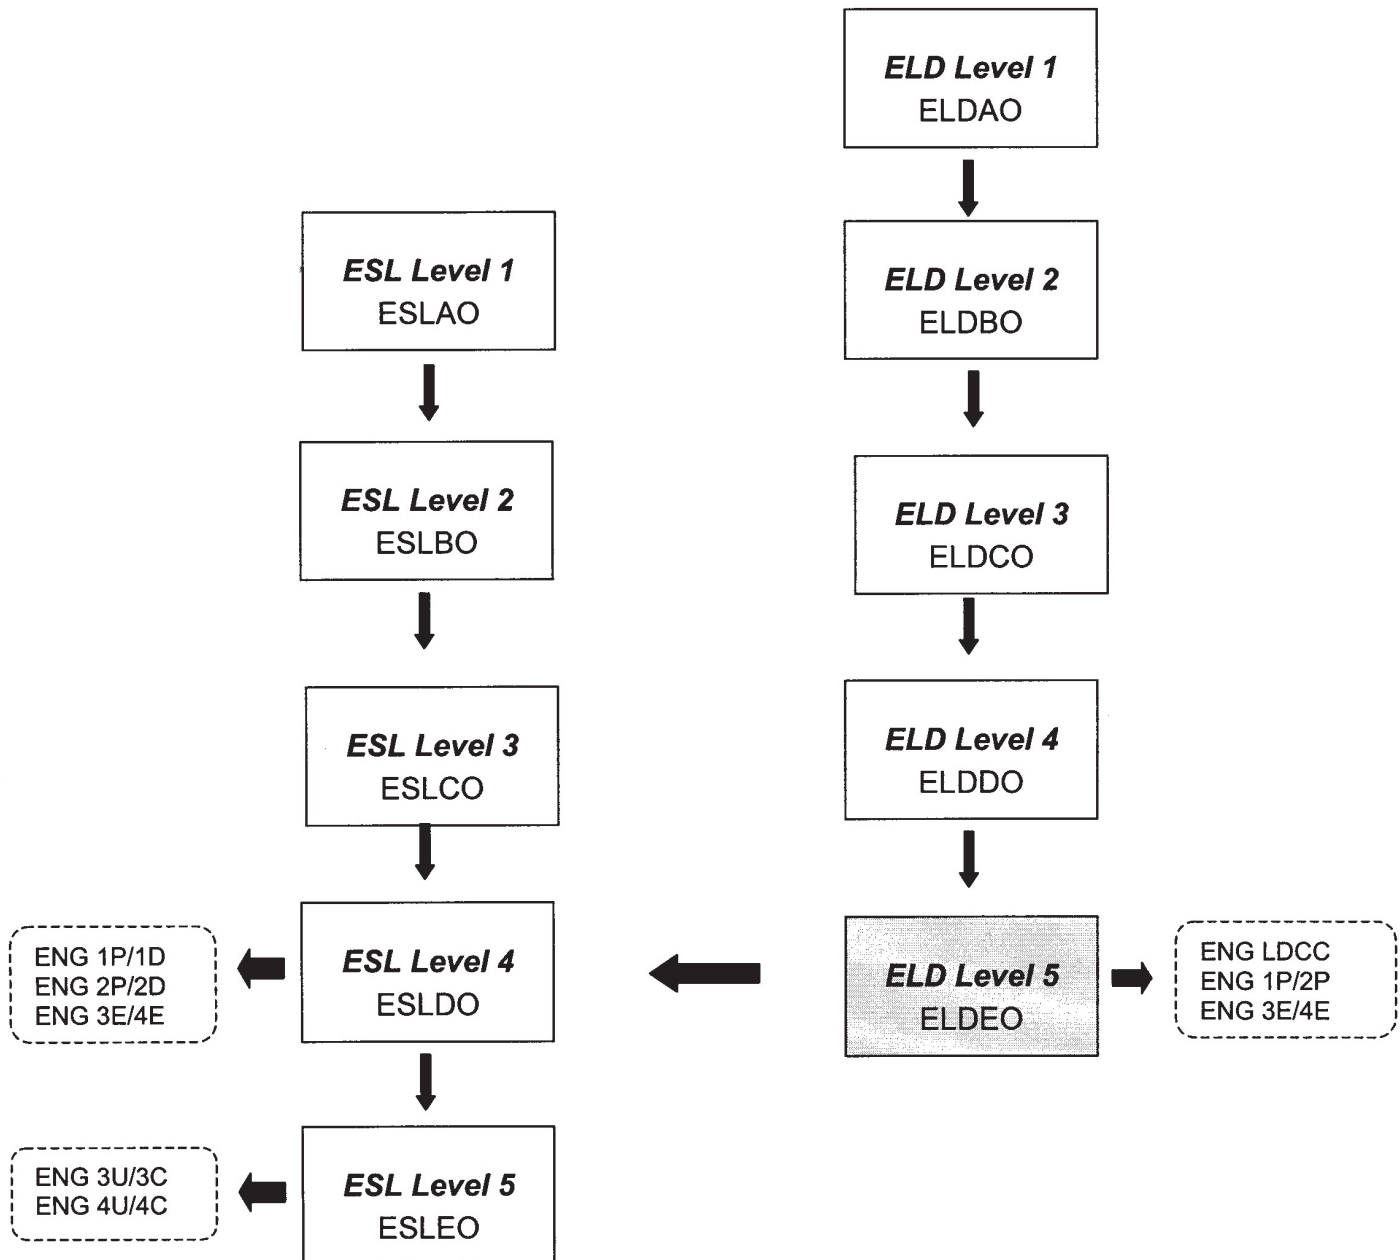 ELD Level 1
ELDAO
ELD Level 2
ELDBO
ELD Level 3
ELDCO
ELD Level 4
ELDDO
ELD Level 5
ELDEO
ENG LDCC
ENG 1P/2P
ENG 3E/4E
ESL Level 1
ESLAO
ESL Level 2
ESLBO
ESL Level 3
ESLCO
ESL Level 4
ESLDO
ENG 1P/1D
ENG 2P/2D
ENG 3E/4E
ESL Level 5
ESLEO
ENG 3U/3C
ENG 4U/4C